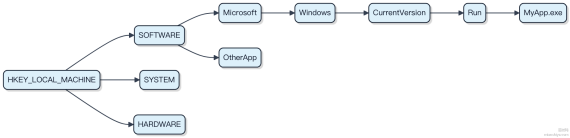 Microsoft
Windows
CurrentVersion
Run
MyApp.exe
SOFTWARE
OtherApp
HKEY_LOCAL_MACHINE
SYSTEM
HARDWARE